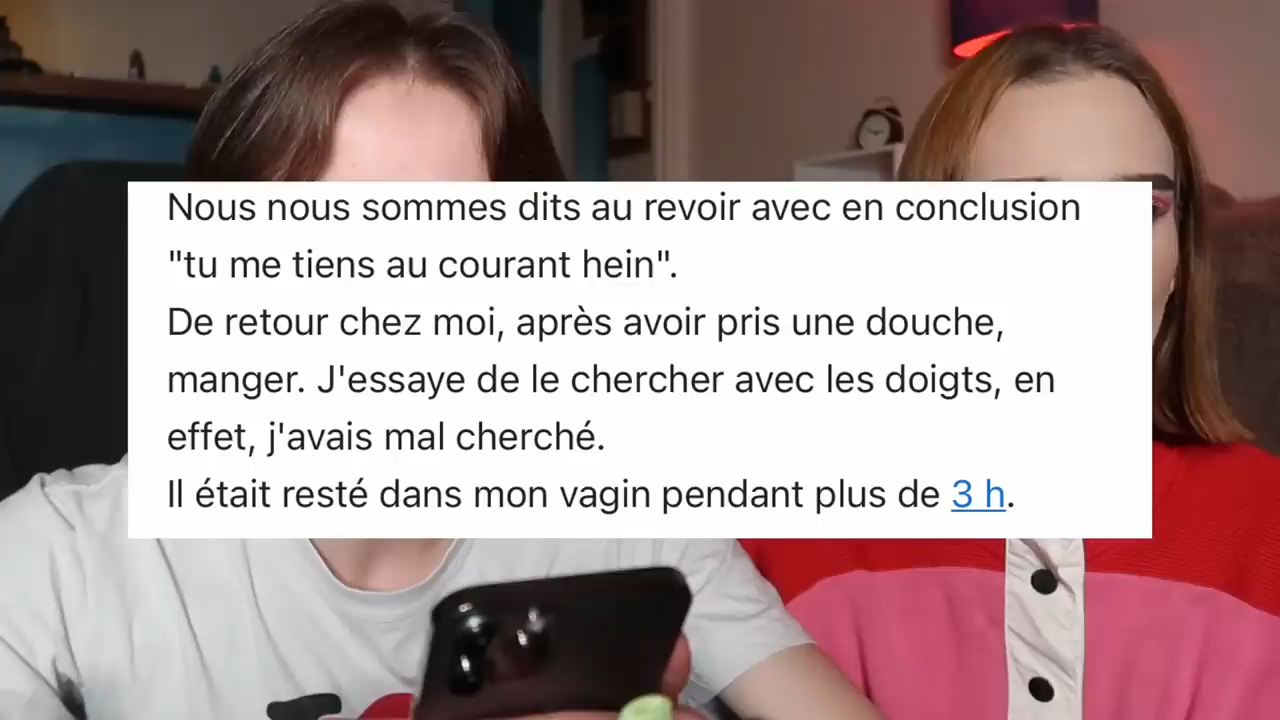 Nous nous sommes dits au revoir avec en conclusion
"tu me tiens au courant hein".
De retour chez moi, après avoir pris une douche,
manger. J'essaye de le chercher avec les doigts, en
effet, j'avais mal cherché.
Il était resté dans mon vagin pendant plus de 3 h.